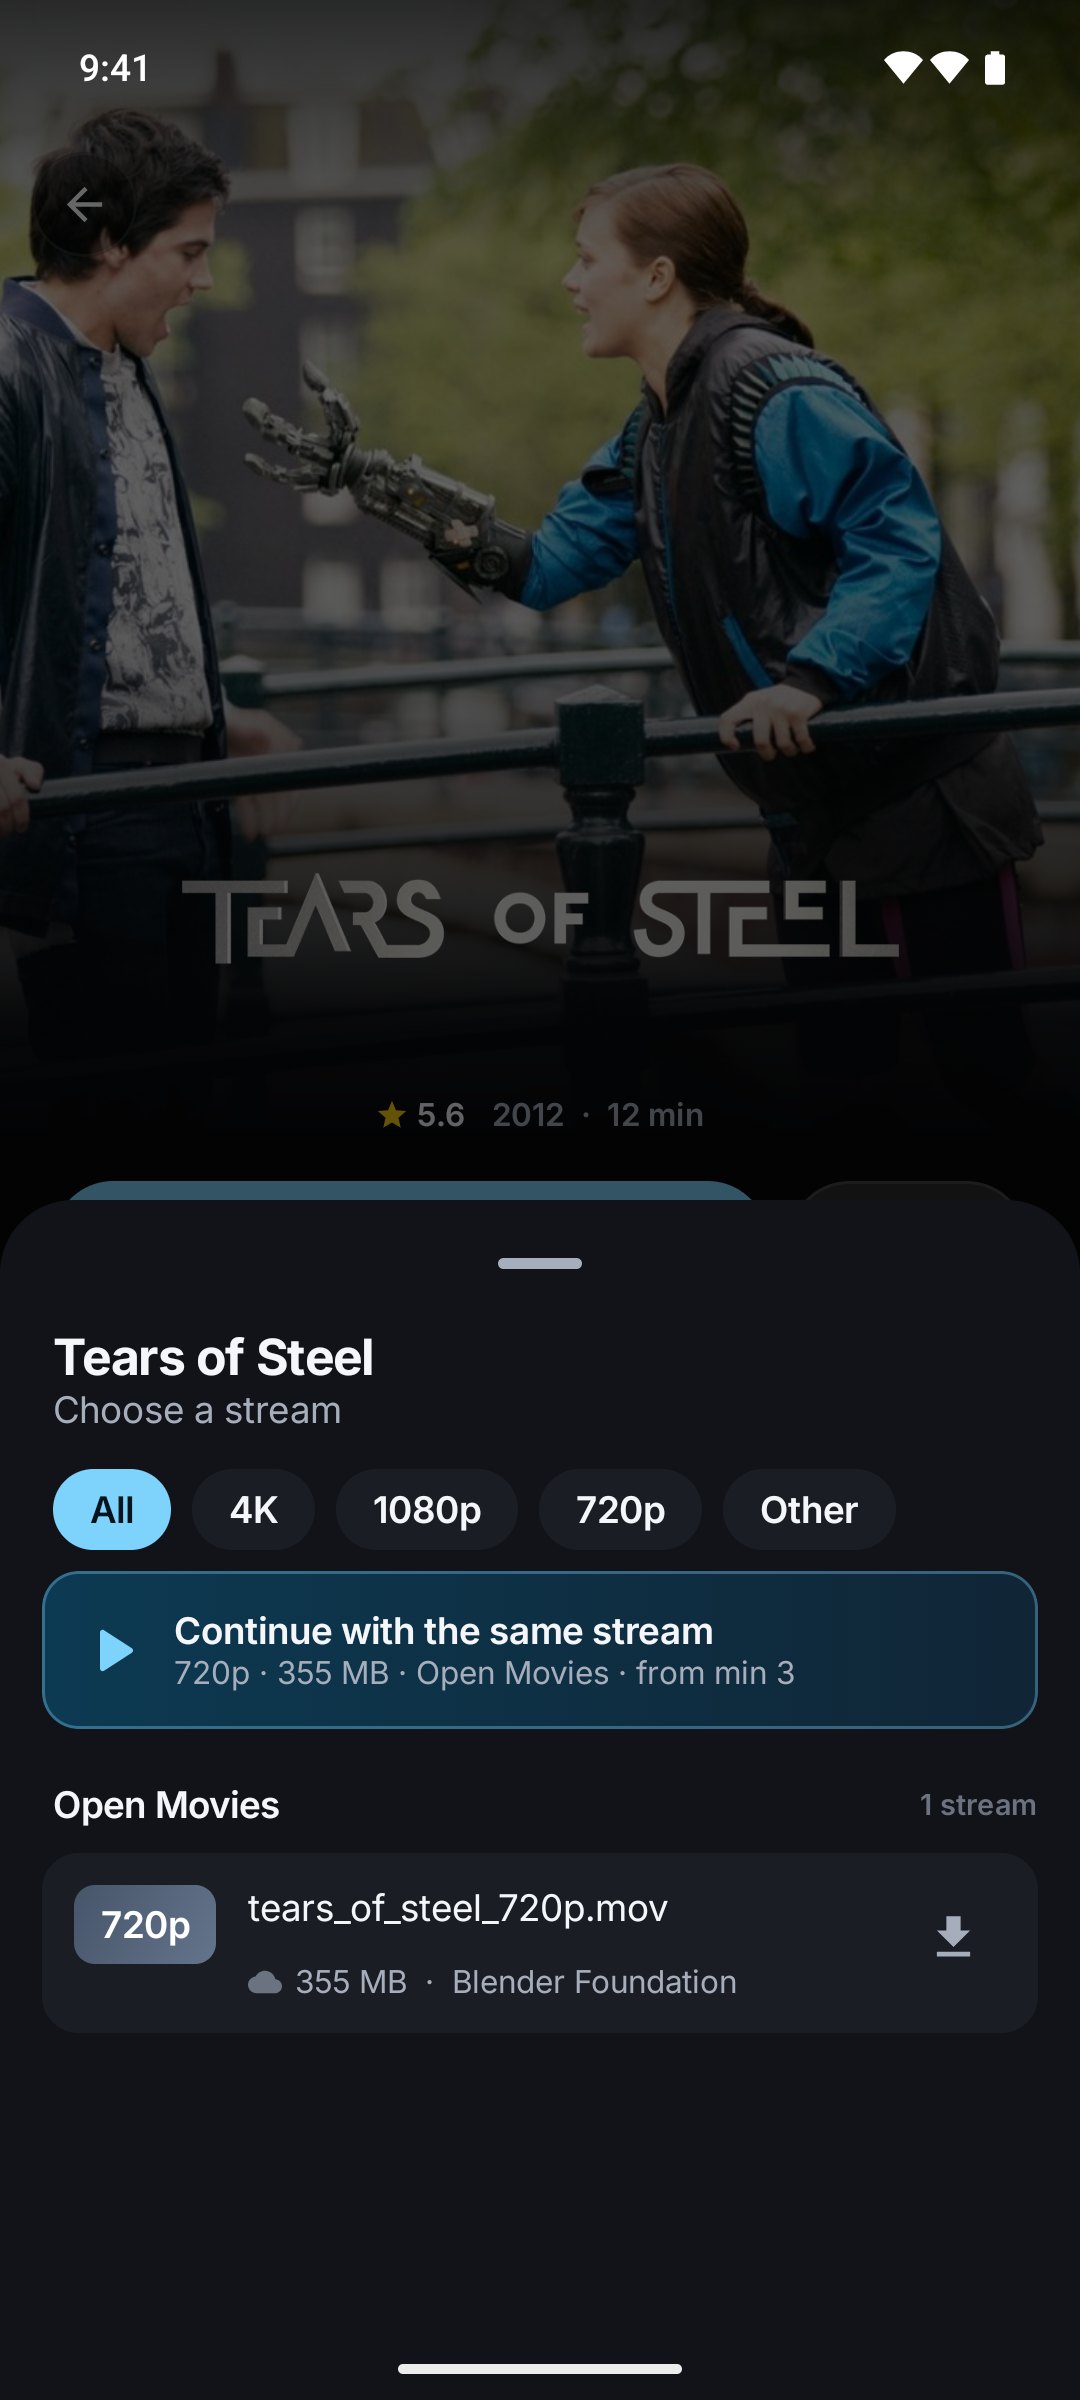 9:41
TEARS OF STEEL
5.6 2012 · 12 min
Tears of Steel
Choose a stream
All 4K 1080p 720p Other
Continue with the same stream
720p · 355 MB · Open Movies · from min 3
Open Movies 1 stream
720p tears_of_steel_720p.mov
355 MB · Blender Foundation